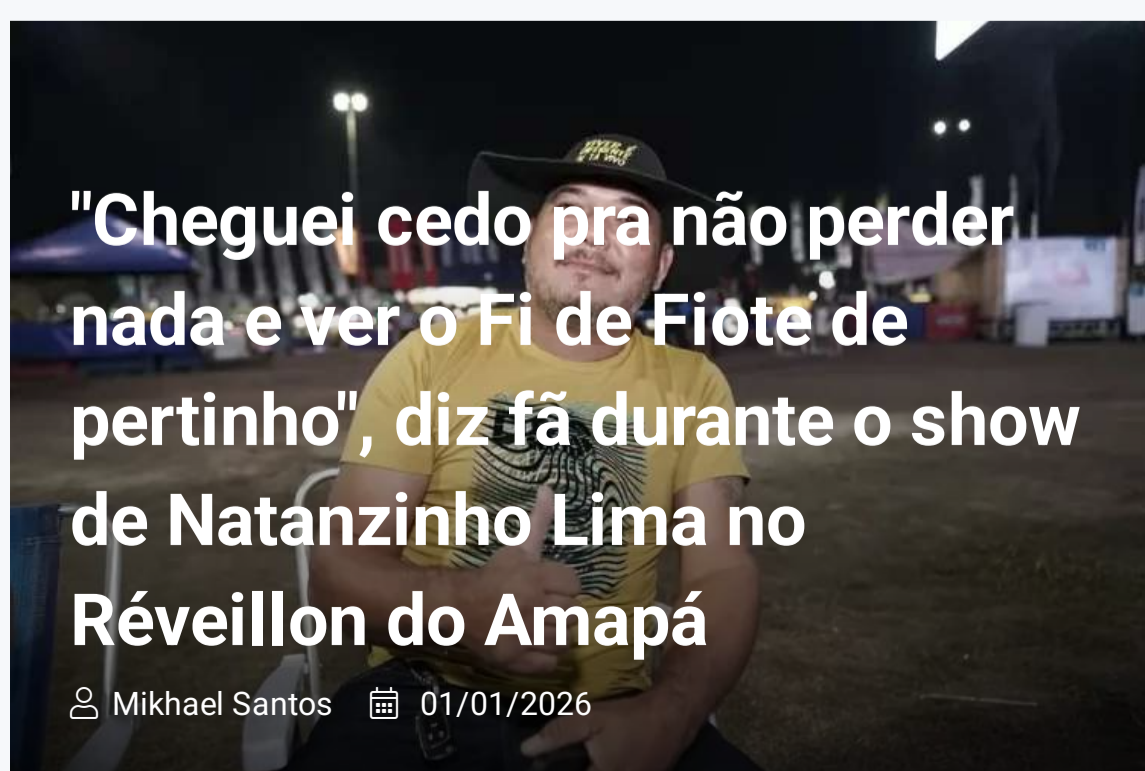 "Cheguei cedo pra não perder
nada e ver o Fi de Fiote de
pertinho", diz fã durante o show
de Natanzinho Lima no
Réveillon do Amapá
Mikhael Santos 01/01/2026